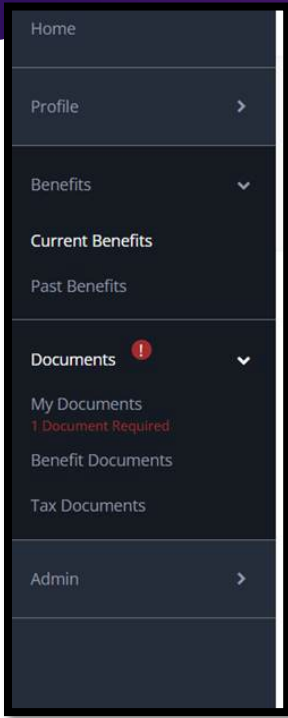 Home
Profile
Benefits
Current Benefits
Past Benefits
Documents !
My Documents
1 Document Required
Benefit Documents
Tax Documents
Admin